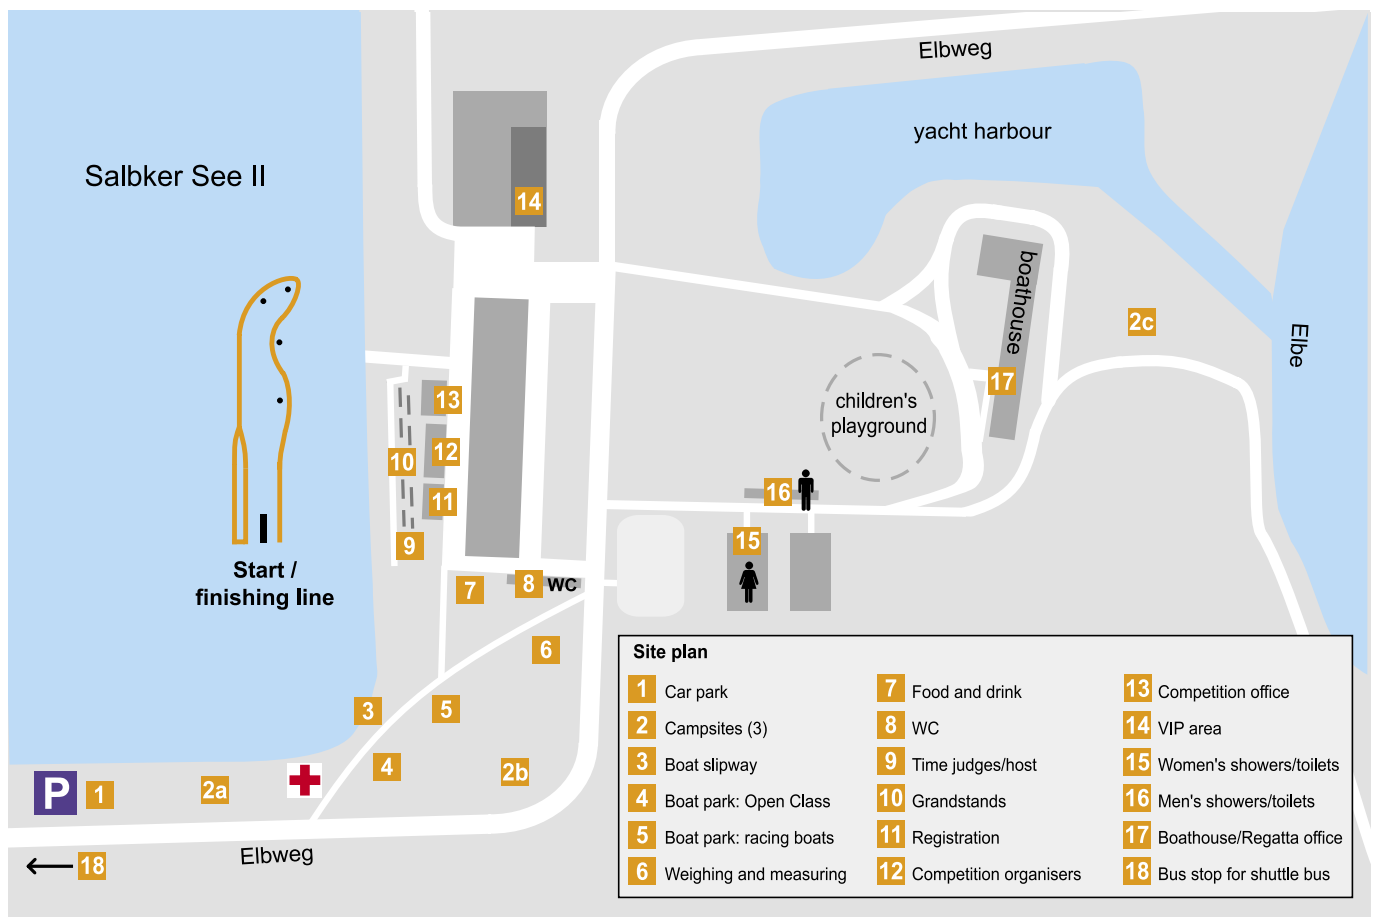 Elbweg
yacht harbour
Salbker See II
14
boathouse
2c
Elbe
17
13
children's
playground
12
10
16
11
15
9
Start /
finishing line
7
8 WC
6
3
5
4
2b
P
1
2a
Elbweg
18
Site plan
1 Car park
2 Campsites (3)
3 Boat slipway
4 Boat park: Open Class
5 Boat park: racing boats
6 Weighing and measuring
7 Food and drink
8 WC
9 Time judges/host
10 Grandstands
11 Registration
12 Competition organisers
13 Competition office
14 VIP area
15 Women's showers/toilets
16 Men's showers/toilets
17 Boathouse/Regatta office
18 Bus stop for shuttle bus